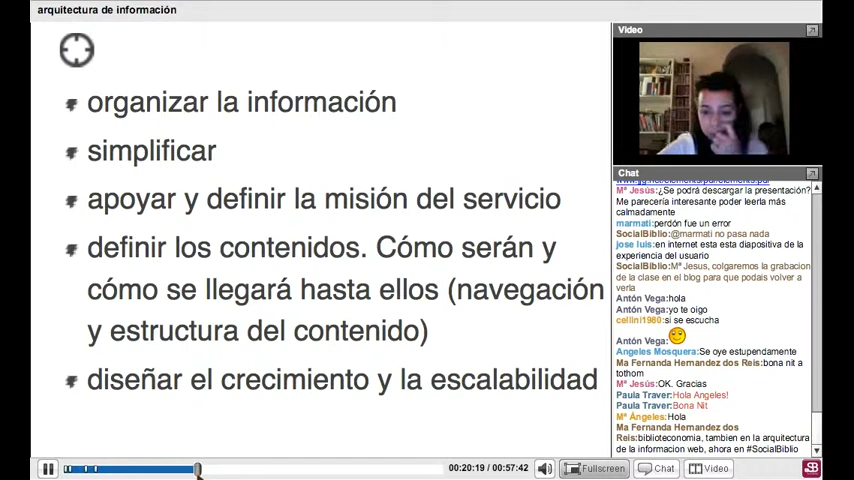 arquitectura de información
organizar la información
simplificar
apoyar y definir la misión del servicio
definir los contenidos. Cómo serán y
cómo se llegará hasta ellos (navegación
y estructura del contenido)
diseñar el crecimiento y la escalabilidad
Video
Chat
Mª Jesús:¿Se podrá descargar la presentación?
Me parecería interesante poder leerla más
calmadamente
marmati:perdón fue un error
SocialBiblio:@marmati no pasa nada
jose luis:en internet esta esta diapositiva de la
experiencia del usuario
SocialBiblio:Mª Jesus, colgaremos la grabacion
de la clase en el blog para que podais volver a
verla
Antón Vega:hola
Antón Vega:yo te oigo
cellini1980:si se escucha
Antón Vega:
Angeles Mosquera:Se oye estupendamente
Ma Fernanda Hernandez dos Reis:bona nit a
tothom
Mª Jesús:OK. Gracias
Paula Traver:Hola Angeles!
Paula Traver:Bona Nit
Mª Ángeles:Hola
Ma Fernanda Hernandez dos
Reis:biblioteconomia, tambien en la arquitectura
de la informacion web, ahora en #SocialBiblio
00:20:19 / 00:57:42
Fullscreen
Chat
Video
SB